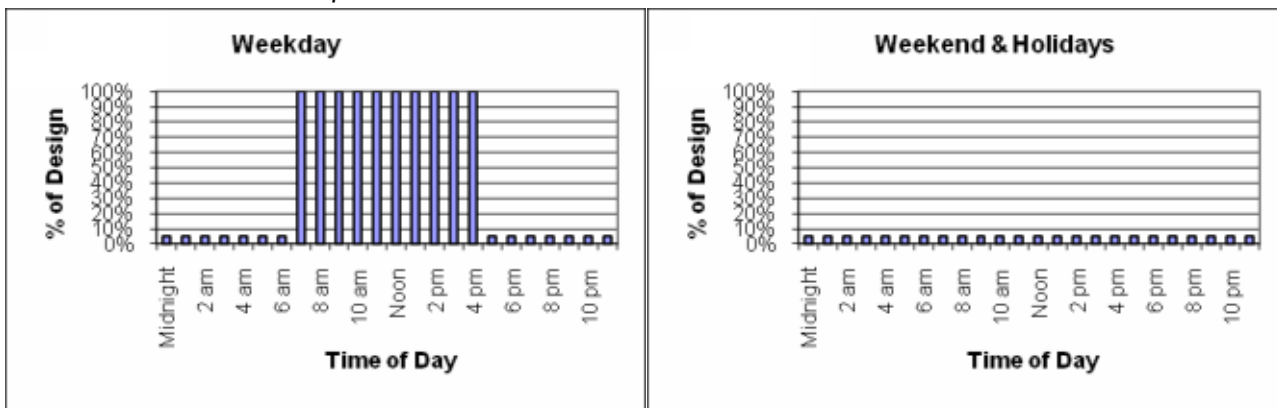 Weekday
100%
90%
80%
70%
60%
50%
40%
30%
20%
10%
0%
% of Design
Midnight
2 am
4 am
6 am
8 am
10 am
Noon
2 pm
4 pm
6 pm
8 pm
10 pm
Time of Day
Weekend & Holidays
100%
90%
80%
70%
60%
50%
40%
30%
20%
10%
0%
% of Design
Midnight
2 am
4 am
6 am
8 am
10 am
Noon
2 pm
4 pm
6 pm
8 pm
10 pm
Time of Day